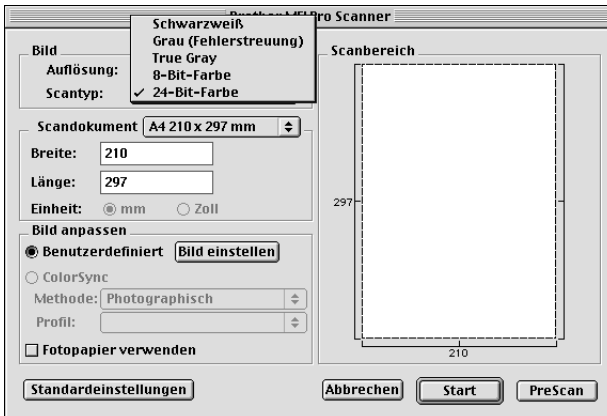 Pro Scanner
Schwarzweiß
Grau (Fehlerstreuung)
True Gray
8-Bit-Farbe
✓ 24-Bit-Farbe
Bild
Auflösung:
Scantyp:
Scandokument A4 210 x 297 mm
Breite: 210
Länge: 297
Einheit: mm Zoll
Bild anpassen
Benutzerdefiniert Bild einstellen
ColorSync
Methode: Photographisch
Profil:
Fotopapier verwenden
Scanbereich
297
210
Standardeinstellungen Abbrechen Start PreScan